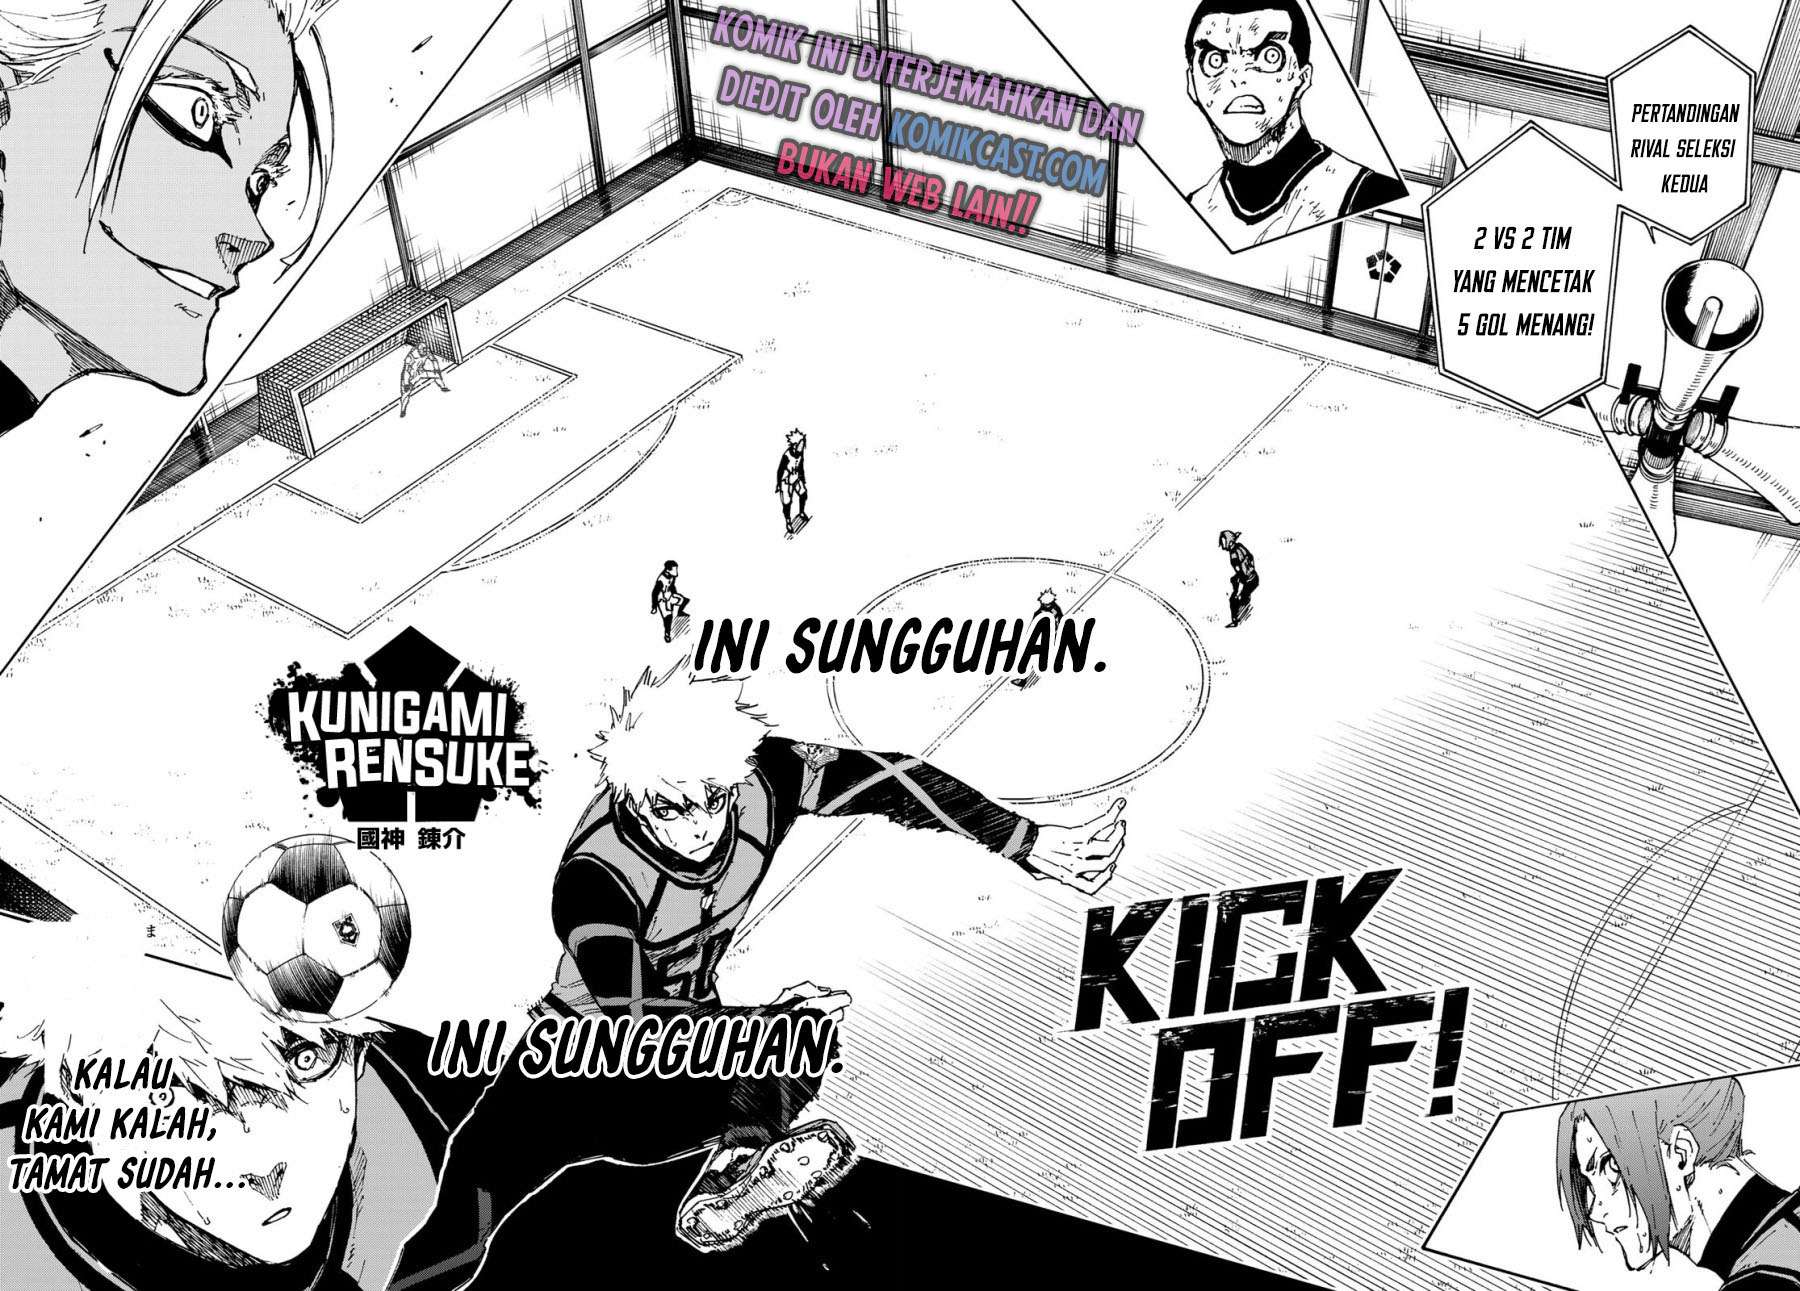 PERTANDINGAN
RIVAL SELEKSI
KEDUA
2 VS 2 TIM
YANG MENCETAK
5 GOL MENANG!
KOMIK INI DITERJEMAHKAN DAN
DIEDIT OLEH KOMIKCAST.COM
BUKAN WEB LAIN!!
INI SUNGGUHAN.
KUNIGAMI
RENSUKE
國神 錬介
KICK
OFF!
INI SUNGGUHAN.
ま
KALAU
KAMI KALAH,
TAMAT SUDAH...